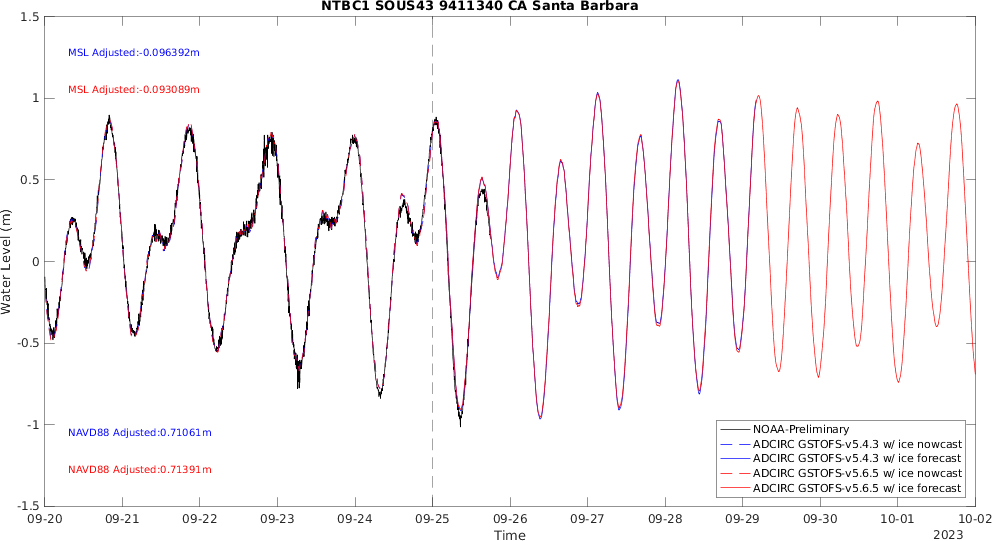 NTBC1 SOUS43 9411340 CA Santa Barbara
1.5
1
0.5
0
-0.5
-1
-1.5
Water Level (m)
MSL Adjusted:-0.096392m
MSL Adjusted:-0.093089m
NAVD88 Adjusted:0.71061m
NAVD88 Adjusted:0.71391m
NOAA-Preliminary
ADCIRC GSTOFS-v5.4.3 w/ ice nowcast
ADCIRC GSTOFS-v5.4.3 w/ ice forecast
ADCIRC GSTOFS-v5.6.5 w/ ice nowcast
ADCIRC GSTOFS-v5.6.5 w/ ice forecast
09-20 09-21 09-22 09-23 09-24 09-25 09-26 09-27 09-28 09-29 09-30 10-01 10-02
Time
2023